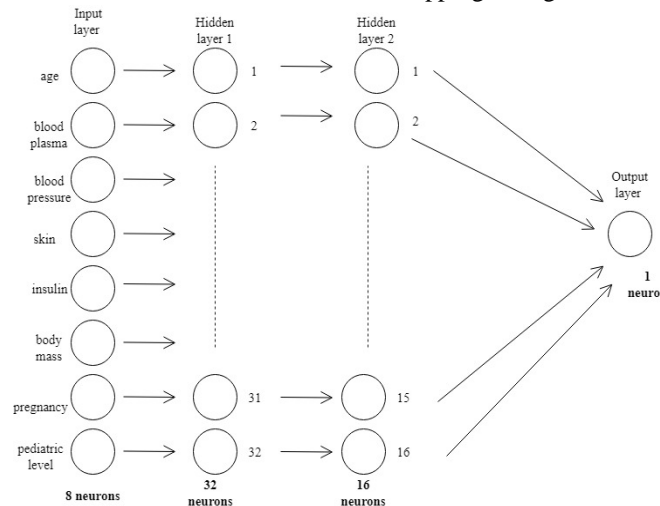 Input
layer
Hidden
layer 1
Hidden
layer 2
age
1
1
blood
plasma
2
2
blood
pressure
skin
insulin
body
mass
pregnancy
31
15
pediatric
level
32
16
8 neurons
32
neurons
16
neurons
Output
layer
1
neuro